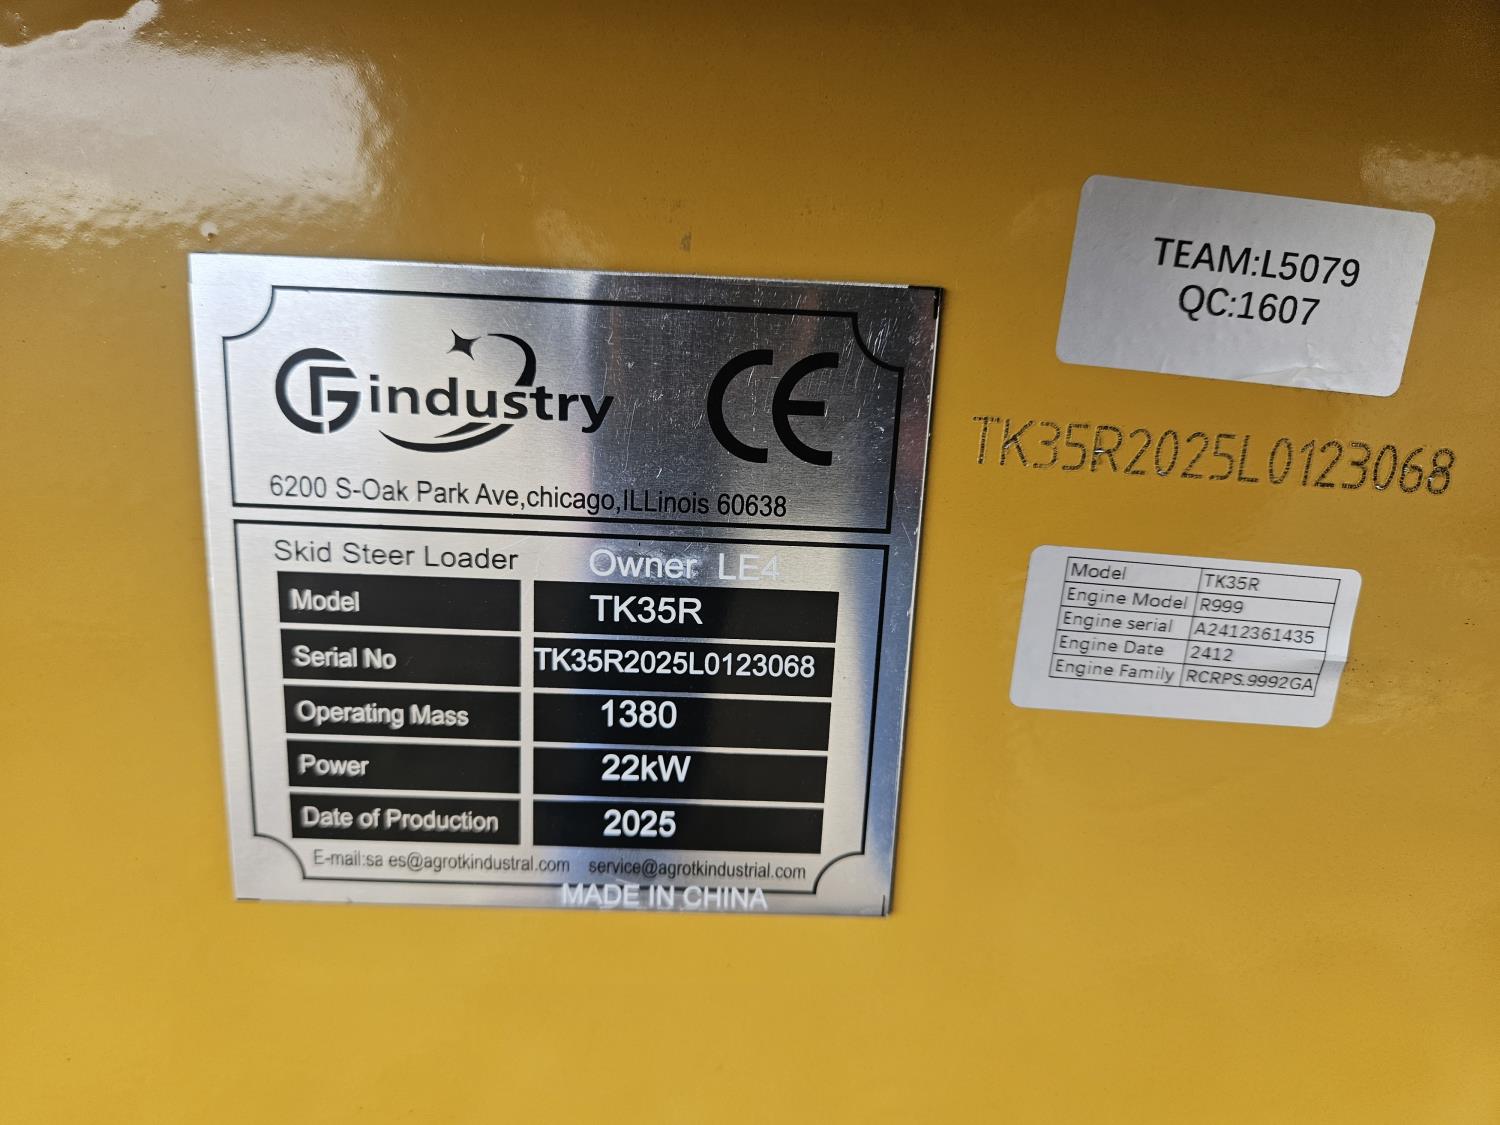 GF industry
CE
6200 S-Oak Park Ave,chicago,ILLinois 60638
Skid Steer Loader Owner LE4
Model TK35R
Serial No TK35R2025L0123068
Operating Mass 1380
Power 22kW
Date of Production 2025
E-mail:sa es@agrotkindustral.com service@agrotkindustrial.com
MADE IN CHINA
TEAM:L5079
QC:1607
TK35R2025L0123068
Model TK35R
Engine Model R999
Engine serial A2412361435
Engine Date 2412
Engine Family RCRPS.9992GA